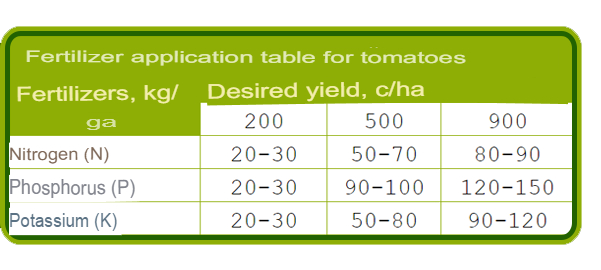 Fertilizer application table for tomatoes
Fertilizers, kg/ Desired yield, c/ha
ga 200 500 900
Nitrogen (N) 20-30 50-70 80-90
Phosphorus (P) 20-30 90-100 120-150
Potassium (K) 20-30 50-80 90-120